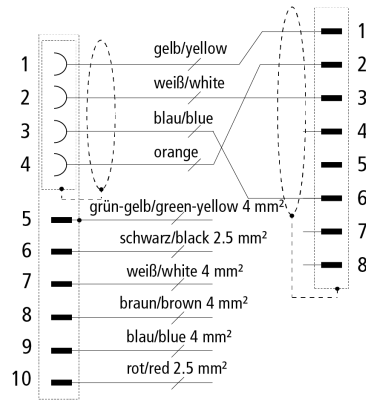 gelb/yellow
1
1
weiß/white
2
2
blau/blue
3
3
orange
4
4
5
6
7
8
5
grün-gelb/green-yellow 4 mm²
6
schwarz/black 2.5 mm²
7
weiß/white 4 mm²
8
braun/brown 4 mm²
9
blau/blue 4 mm²
10
rot/red 2.5 mm²